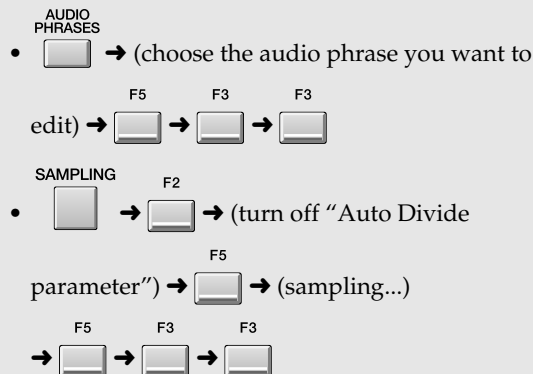 AUDIO
PHRASES
• ➔ (choose the audio phrase you want to
F5 F3 F3
edit) ➔ ➔ ➔
SAMPLING F2
• ➔ ➔ (turn off “Auto Divide
F5
parameter”) ➔ ➔ (sampling...)
F5 F3 F3
➔ ➔ ➔